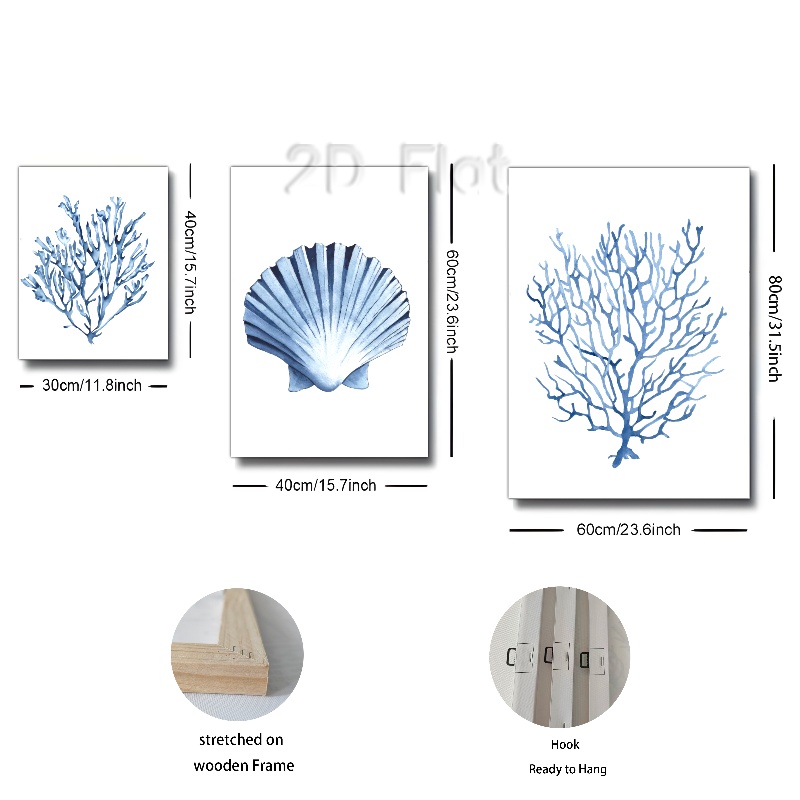 2D Flat
40cm/15.7inch
60cm/23.6inch
80cm/31.5inch
30cm/11.8inch
40cm/15.7inch
60cm/23.6inch
stretched on
wooden Frame
Hook
Ready to Hang